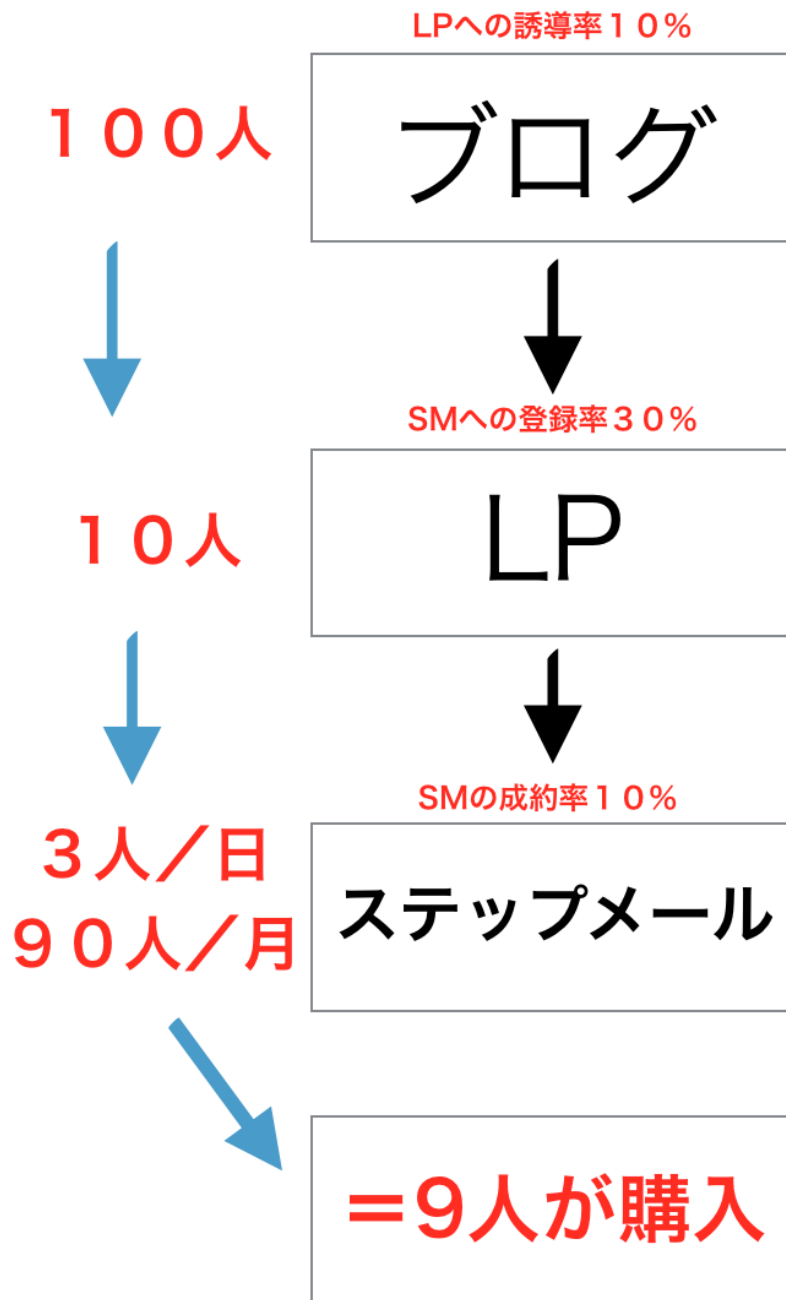 LPへの誘導率１０％
１００人
ブログ
SMへの登録率３０％
１０人
LP
SMの成約率１０％
３人／日
９０人／月
ステップメール
＝9人が購入